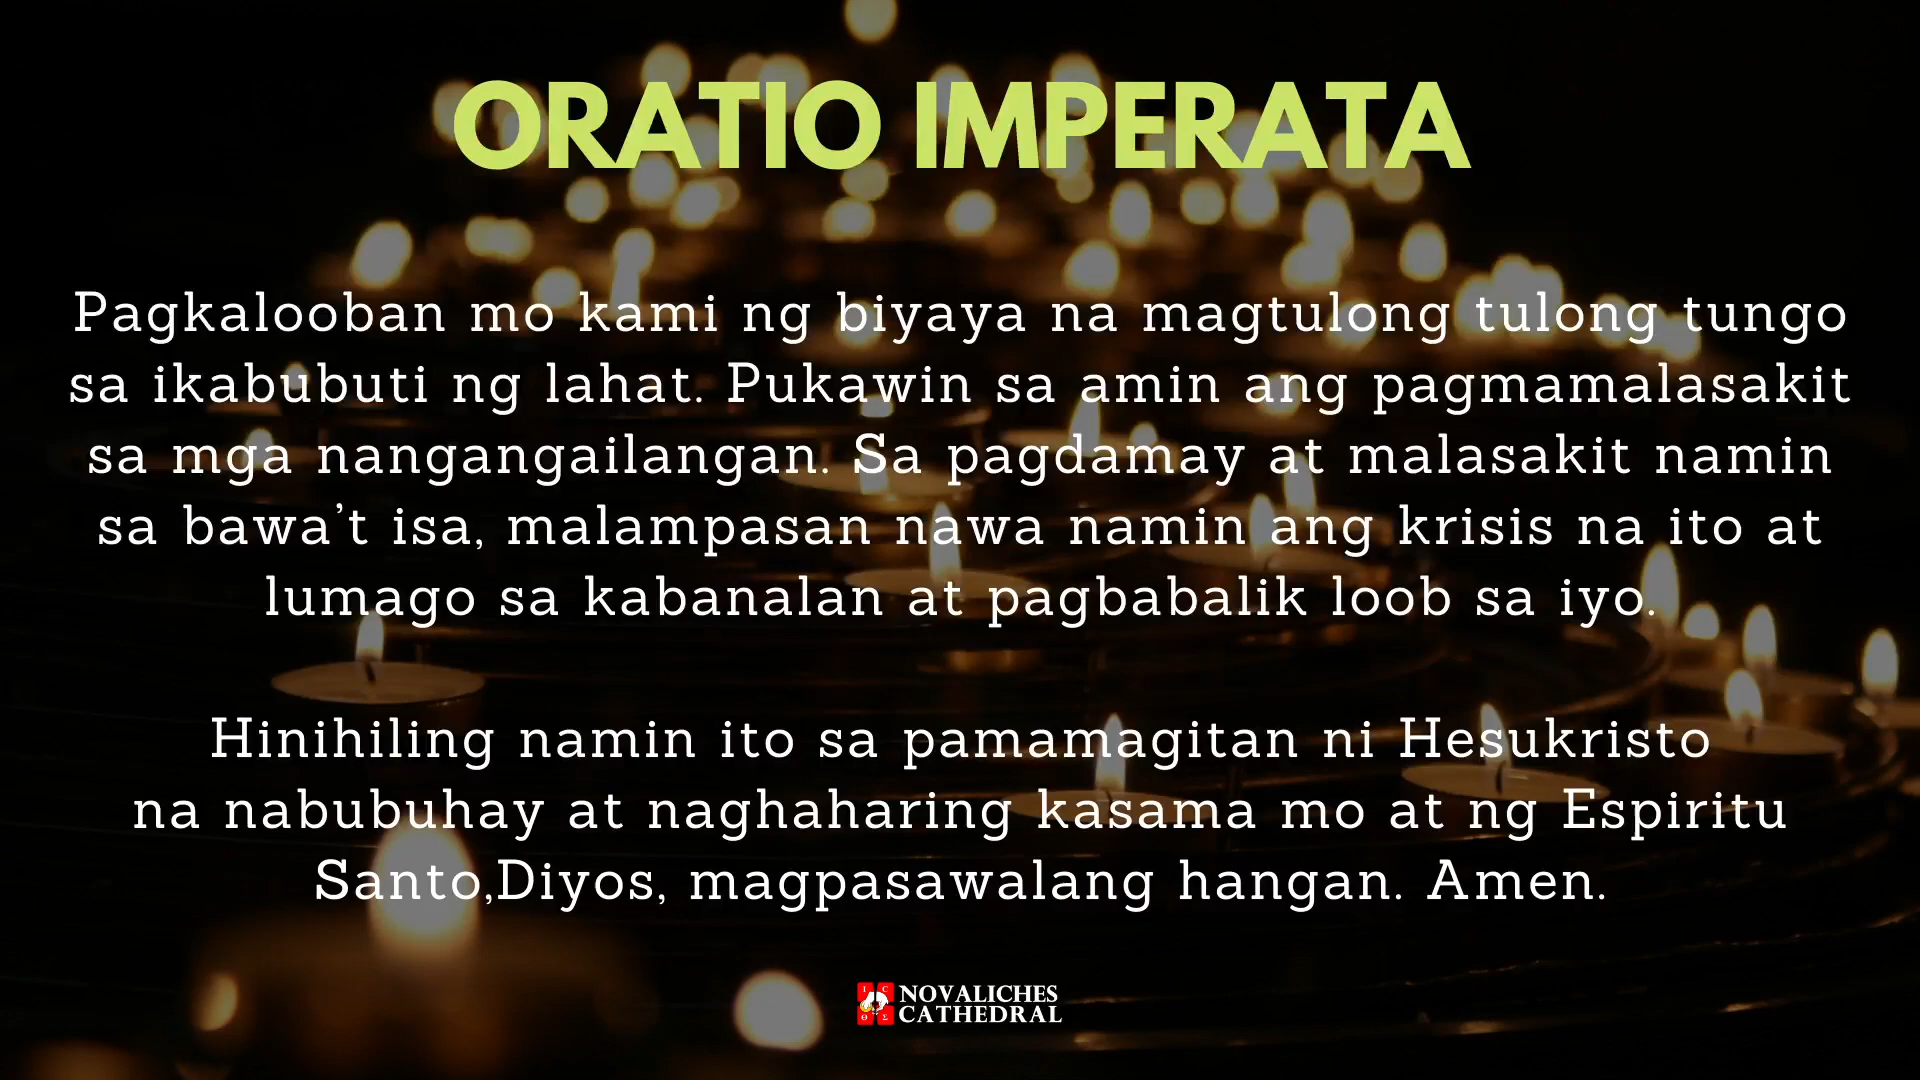 ORATIO IMPERATA
Pagkalooban mo kami ng biyaya na magtulong tulong tungo
sa ikabubuti ng lahat. Pukawin sa amin ang pagmamalasakit
sa mga nangangailangan. Sa pagdamay at malasakit namin
sa bawa’t isa, malampasan nawa namin ang krisis na ito at
lumago sa kabanalan at pagbabalik loob sa iyo.
Hinihiling namin ito sa pamamagitan ni Hesukristo
na nabubuhay at naghaharing kasama mo at ng Espiritu
Santo,Diyos, magpasawalang hangan. Amen.
I C
Θ Σ
NOVALICHES
CATHEDRAL